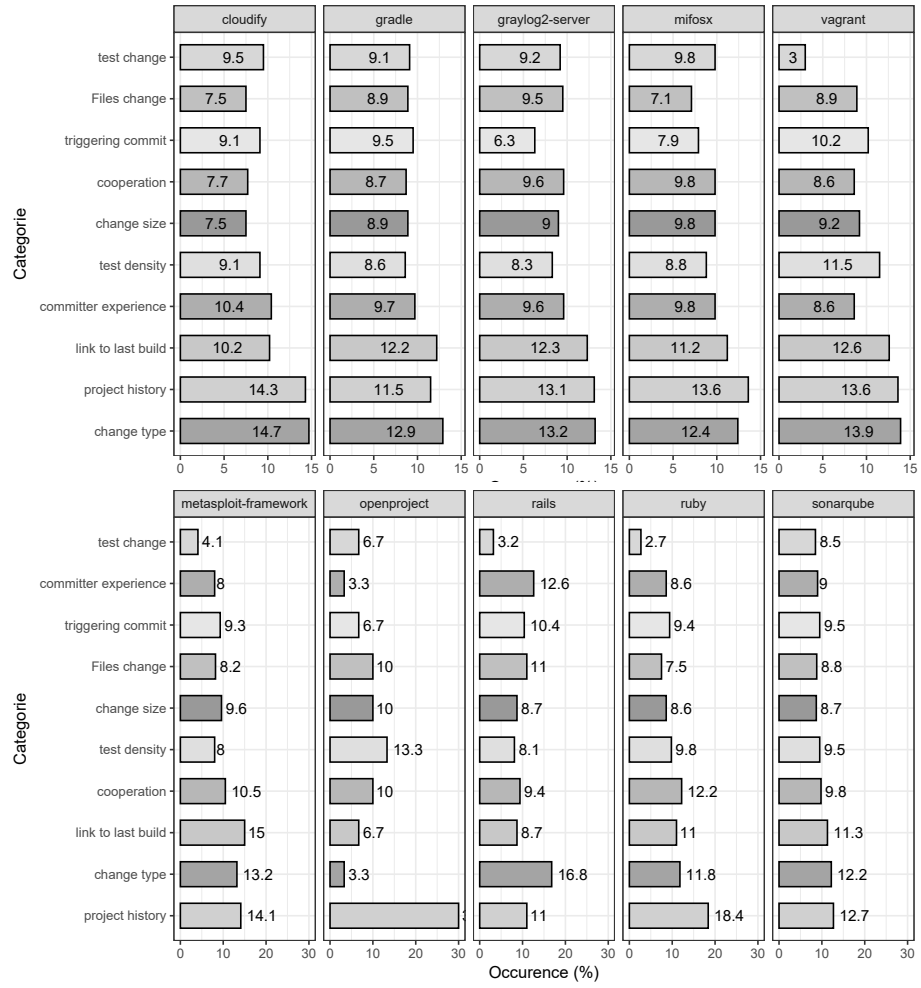 cloudify gradle graylog2-server mifosx vagrant
test change 9.5 9.1 9.2 9.8 3
Files change 7.5 8.9 9.5 7.1 8.9
triggering commit 9.1 9.5 6.3 7.9 10.2
cooperation 7.7 8.7 9.6 9.8 8.6
change size 7.5 8.9 9 9.8 9.2
test density 9.1 8.6 8.3 8.8 11.5
committer experience 10.4 9.7 9.6 9.8 8.6
link to last build 10.2 12.2 12.3 11.2 12.6
project history 14.3 11.5 13.1 13.6 13.6
change type 14.7 12.9 13.2 12.4 13.9
0 5 10 15 0 5 10 15 0 5 10 15 0 5 10 15 0 5 10 15
Categorie
metasploit-framework openproject rails ruby sonarqube
test change 4.1 6.7 3.2 2.7 8.5
committer experience 8 3.3 12.6 8.6 9
triggering commit 9.3 6.7 10.4 9.4 9.5
Files change 8.2 10 11 7.5 8.8
change size 9.6 10 8.7 8.6 8.7
test density 8 13.3 8.1 9.8 9.5
cooperation 10.5 10 9.4 12.2 9.8
link to last build 15 6.7 8.7 11 11.3
change type 13.2 3.3 16.8 11.8 12.2
project history 14.1 11 18.4 12.7
0 10 20 30 0 10 20 30 0 10 20 30 0 10 20 30 0 10 20 30
Categorie
Occurence (%)